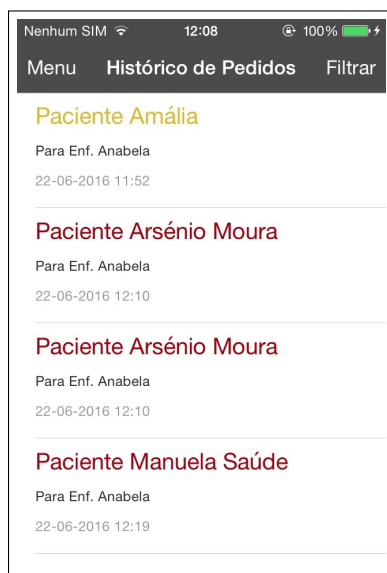 Nenhum SIM 12:08 100%
Menu Histórico de Pedidos Filtrar
Paciente Amália
Para Enf. Anabela
22-06-2016 11:52
Paciente Arsénio Moura
Para Enf. Anabela
22-06-2016 12:10
Paciente Arsénio Moura
Para Enf. Anabela
22-06-2016 12:10
Paciente Manuela Saúde
Para Enf. Anabela
22-06-2016 12:19